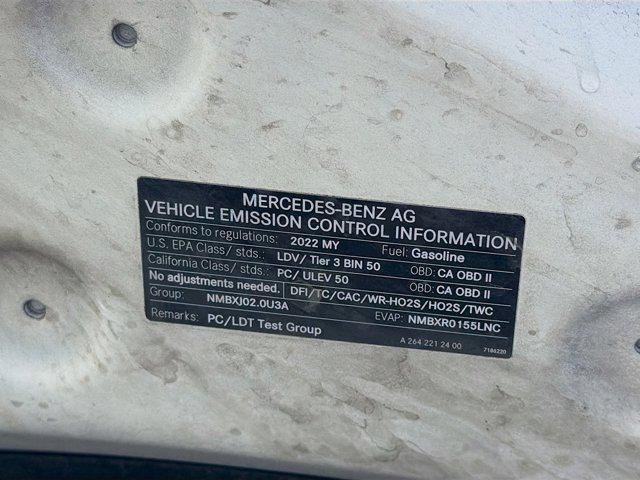 MERCEDES-BENZ AG
VEHICLE EMISSION CONTROL INFORMATION
Conforms to regulations: 2022 MY Fuel: Gasoline
U.S. EPA Class/ stds.: LDV/ Tier 3 BIN 50 OBD: CA OBD II
California Class/ stds.: PC/ ULEV 50 OBD: CA OBD II
No adjustments needed. DFI/TC/CAC/WR-HO2S/HO2S/TWC
Group: NMBXJ02.0U3A EVAP: NMBXR0155LNC
Remarks: PC/LDT Test Group
A 264 221 24 00 7186220